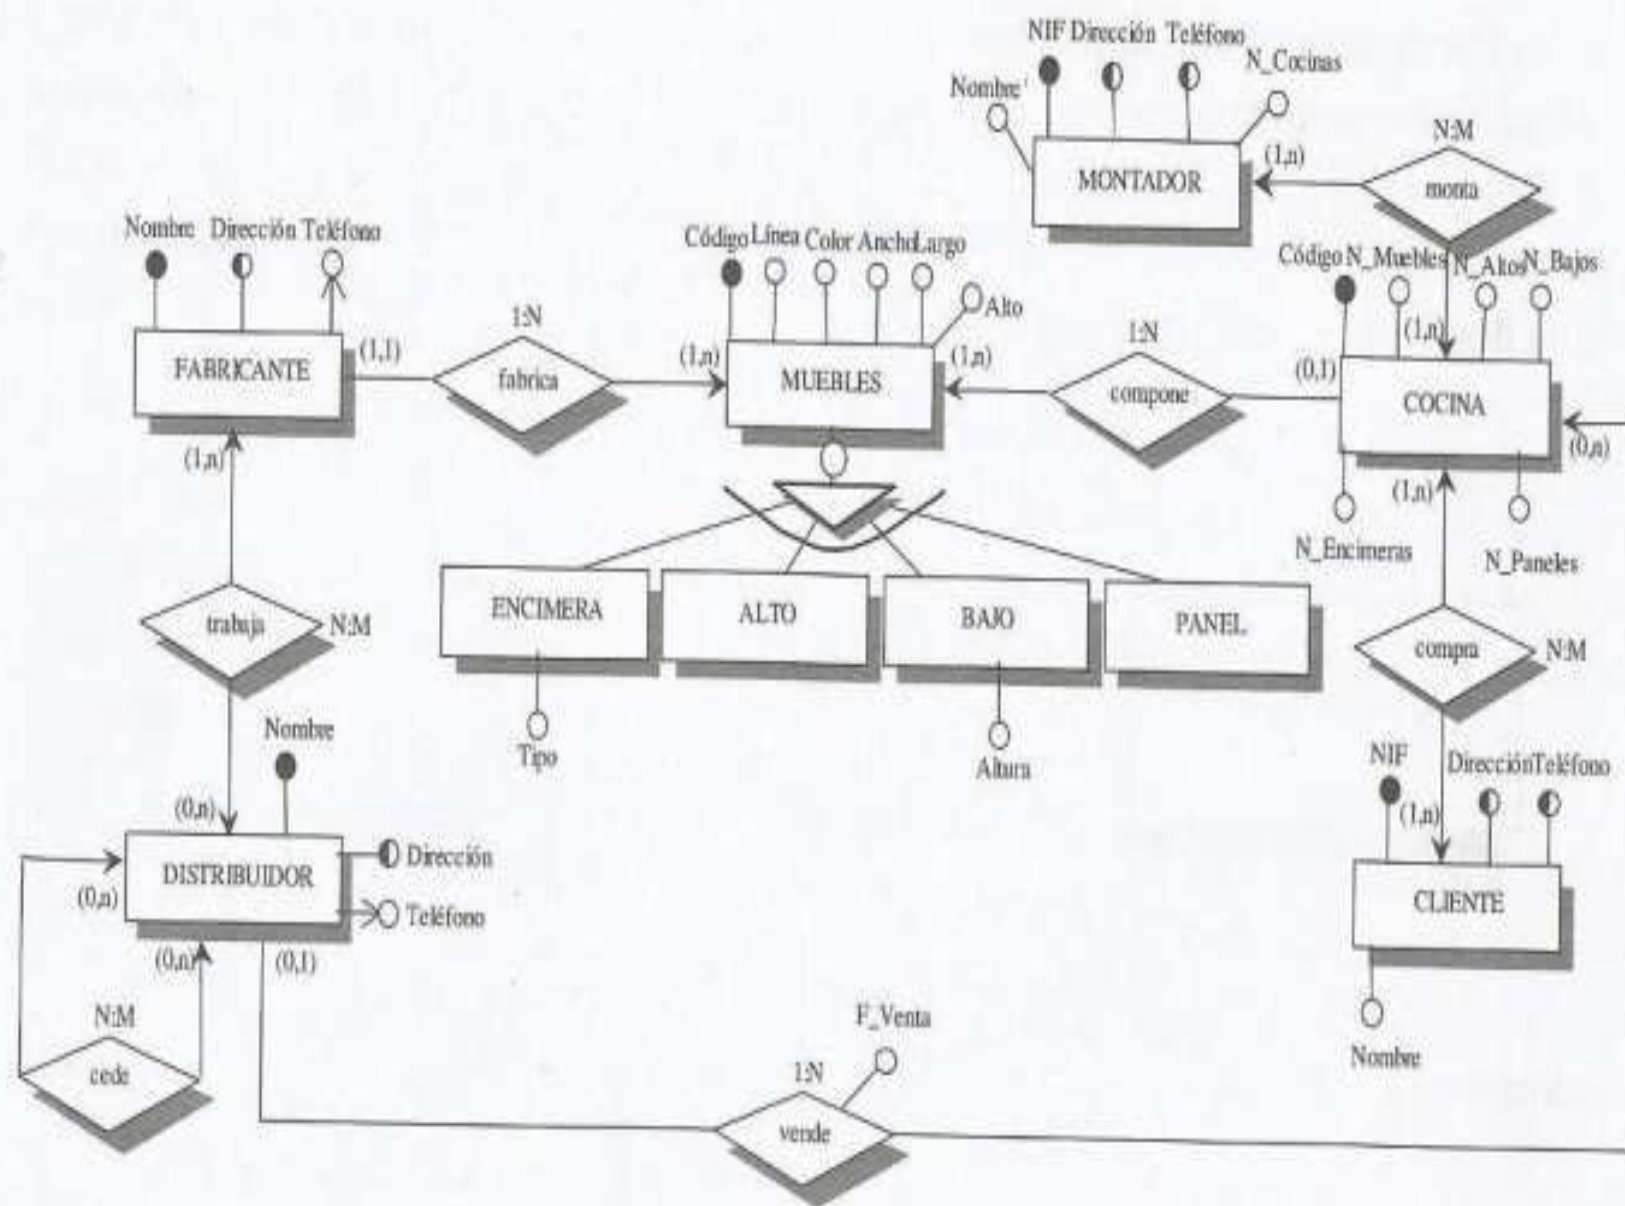 NIF Dirección Teléfono
N_Cocinas
Nombre
MONTADOR
(1,n)
N:M
monta
Nombre Dirección Teléfono
FABRICANTE
(1,1)
1:N
fabrica
(1,n)
Código Línea Color Ancho Largo
Alto
MUEBLES
(1,n)
1:N
compone
(0,1)
Código N_Muebles N_Altos N_Bajos
(1,n)
COCINA
(0,n)
(1,n)
N_Encimeras
N_Paneles
(1,n)
trabaja
N:M
ENCIMERA
ALTO
BAJO
PANEL
Tipo
Altura
compra
N:M
Nombre
(0,n)
DISTRIBUIDOR
Dirección
Teléfono
(0,n)
(0,n)
(0,1)
N:M
cede
NIF
Dirección Teléfono
(1,n)
CLIENTE
Nombre
F_Venta
1:N
vende